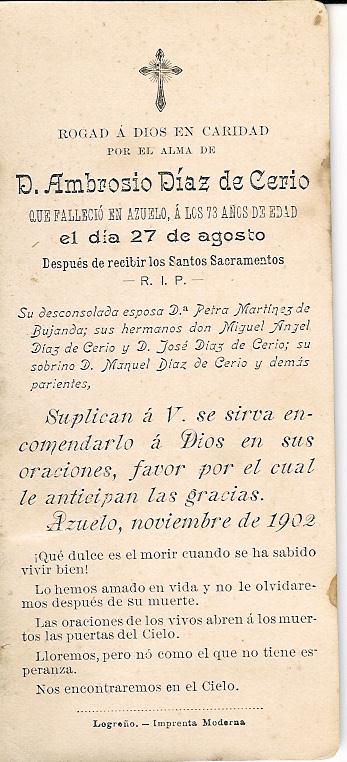 ROGAD Á DIOS EN CARIDAD
POR EL ALMA DE
D. Ambrosio Díaz de Cerio
QUE FALLECIÓ EN AZUELO, Á LOS 73 AÑOS DE EDAD
el día 27 de agosto
Después de recibir los Santos Sacramentos
— R. I. P. —
Su desconsolada esposa D.ª Petra Martínez de
Bujanda; sus hermanos don Miguel Angel
Díaz de Cerio y D. José Díaz de Cerio; su
sobrino D. Manuel Díaz de Cerio y demás
parientes,
Suplican á V. se sirva en-
comendarlo á Dios en sus
oraciones, favor por el cual
le anticipan las gracias.
Azuelo, noviembre de 1902
¡Qué dulce es el morir cuando se ha sabido
vivir bien!
Lo hemos amado en vida y no le olvidare-
mos después de su muerte.
Las oraciones de los vivos abren á los muer-
tos las puertas del Cielo.
Lloremos, pero nó como el que no tiene es-
peranza.
Nos encontraremos en el Cielo.
Logroño. — Imprenta Moderna